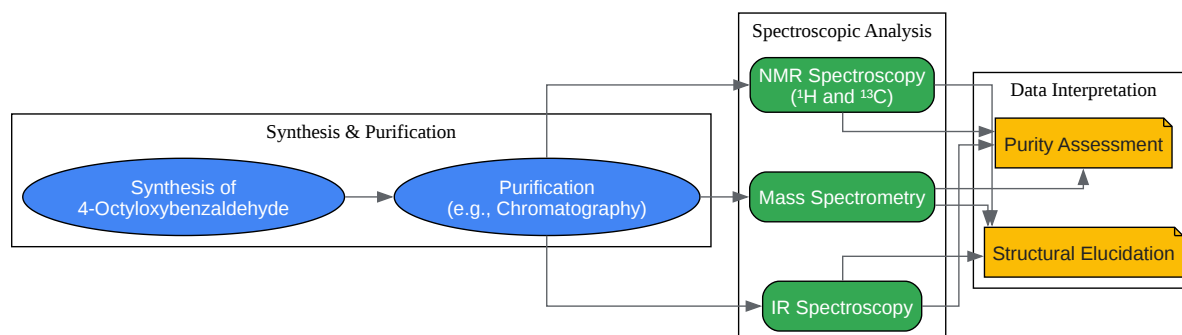 Synthesis & Purification
Synthesis of
4-Octyloxybenzaldehyde
Purification
(e.g., Chromatography)
Spectroscopic Analysis
NMR Spectroscopy
(¹H and ¹³C)
Mass Spectrometry
IR Spectroscopy
Data Interpretation
Purity Assessment
Structural Elucidation